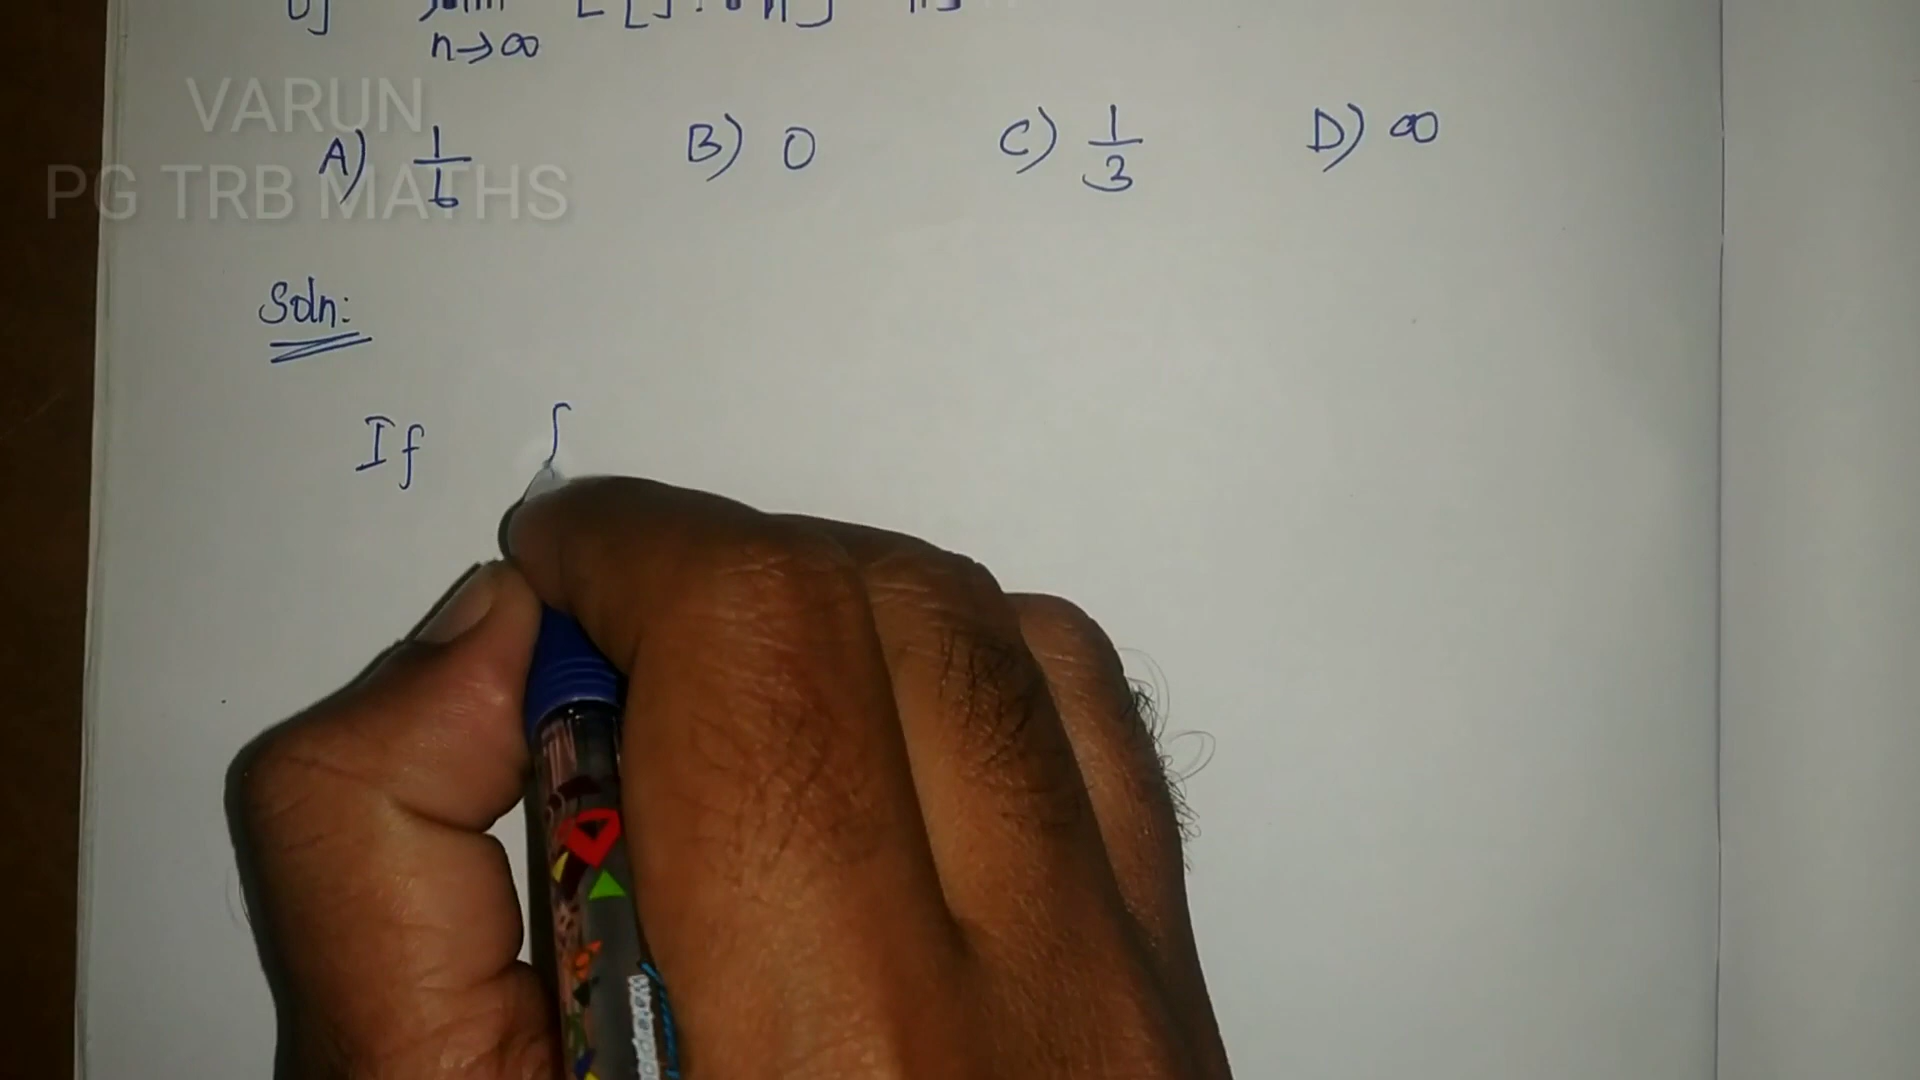 n→∞
VARUN
A) 1/6 B) 0 C) 1/3 D) ∞
PG TRB MATHS
Soln:
If